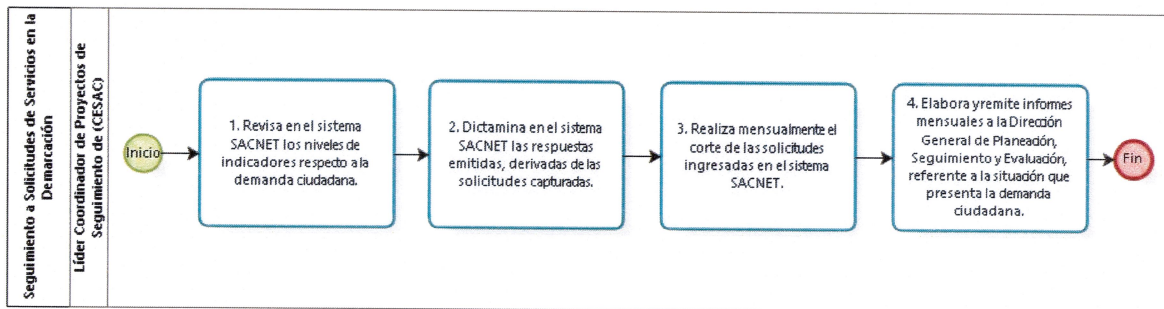 Seguimiento a Solicitudes de Servicios en la
Demarcación
Líder Coordinador de Proyectos de
Seguimiento de (CESAC)
Inicio
1. Revisa en el sistema
SACNET los niveles de
indicadores respecto a la
demanda ciudadana.
2. Dictamina en el sistema
SACNET las respuestas
emitidas, derivadas de las
solicitudes capturadas.
3. Realiza mensualmente el
corte de las solicitudes
ingresadas en el sistema
SACNET.
4. Elabora yremite informes
mensuales a la Dirección
General de Planeación,
Seguimiento y Evaluación,
referente a la situación que
presenta la demanda
ciudadana.
Fin